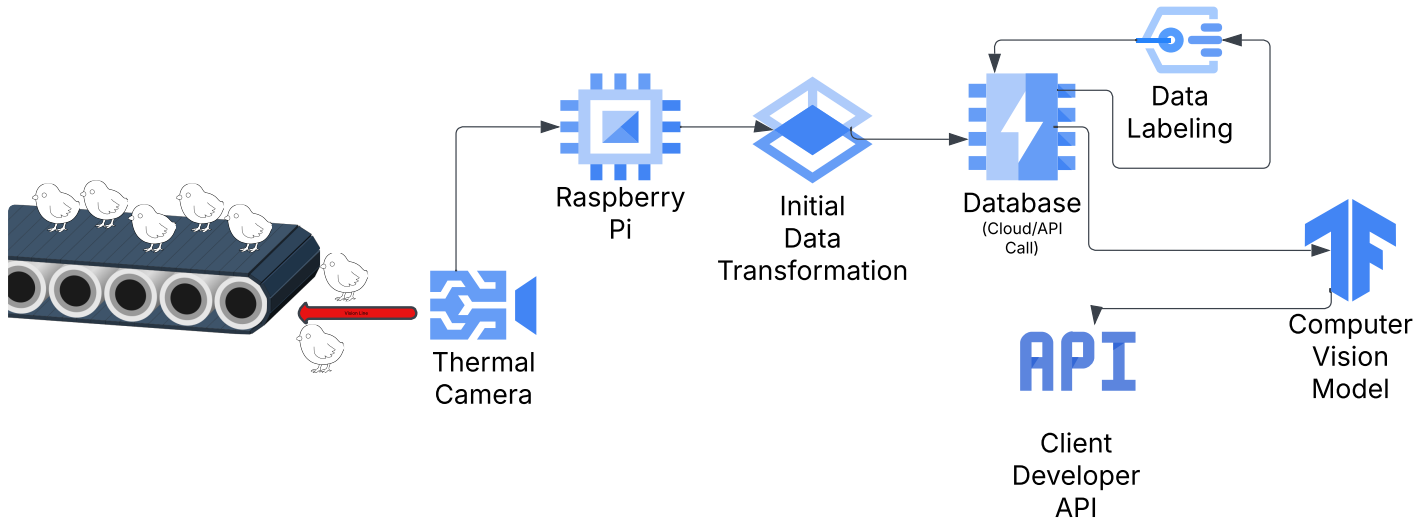 Data
Labeling
Raspberry
Pi
Initial
Data
Transformation
Database
(Cloud/API
Call)
Thermal
Camera
Computer
Vision
Model
API
Client
Developer
API